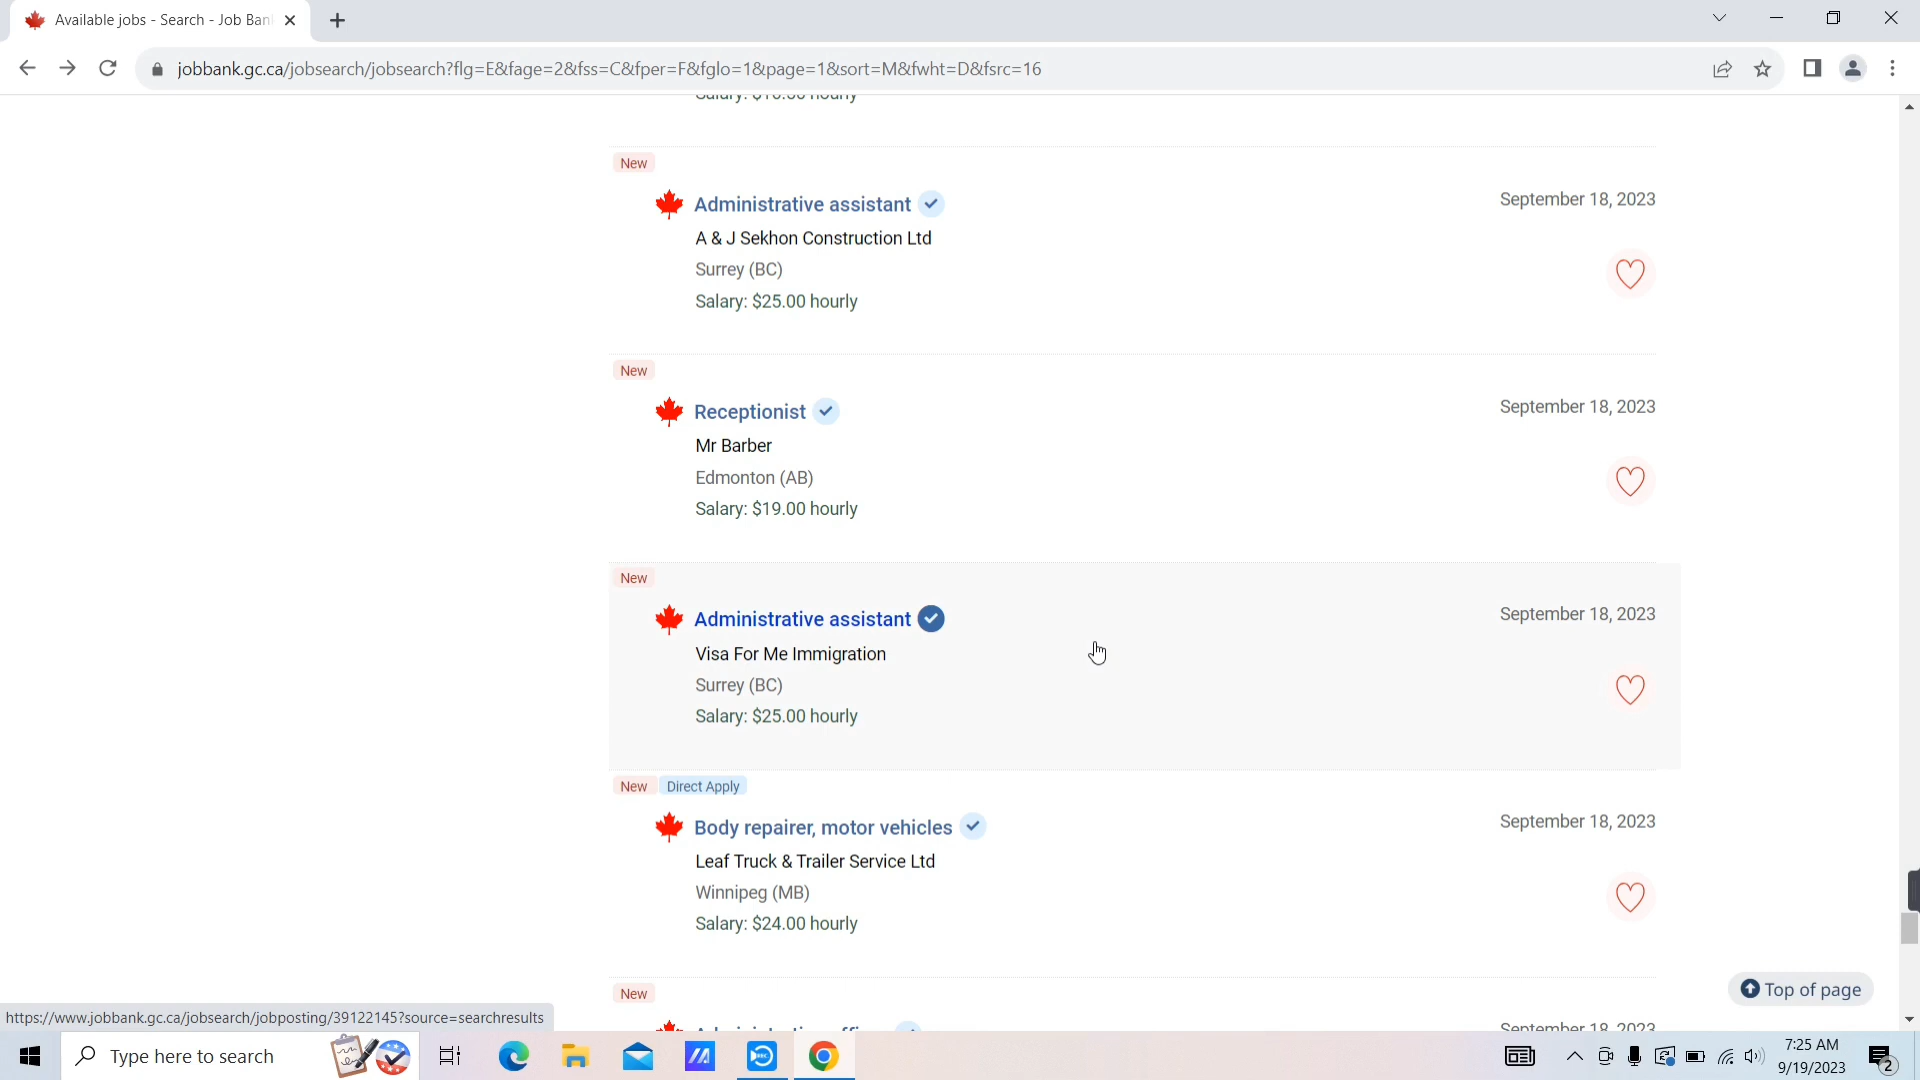 Available jobs - Search - Job Ban
jobbank.gc.ca/jobsearch/jobsearch?flg=E&fage=2&fss=C&fper=F&fglo=1&page=1&sort=M&fwht=D&fsrc=16
New
Administrative assistant
September 18, 2023
A & J Sekhon Construction Ltd
Surrey (BC)
Salary: $25.00 hourly
New
Receptionist
September 18, 2023
Mr Barber
Edmonton (AB)
Salary: $19.00 hourly
New
Administrative assistant
September 18, 2023
Visa For Me Immigration
Surrey (BC)
Salary: $25.00 hourly
New Direct Apply
Body repairer, motor vehicles
September 18, 2023
Leaf Truck & Trailer Service Ltd
Winnipeg (MB)
Salary: $24.00 hourly
Top of page
New
September 18, 2023
https://www.jobbank.gc.ca/jobsearch/jobposting/39122145?source=searchresults
Type here to search
7:25 AM
9/19/2023
2